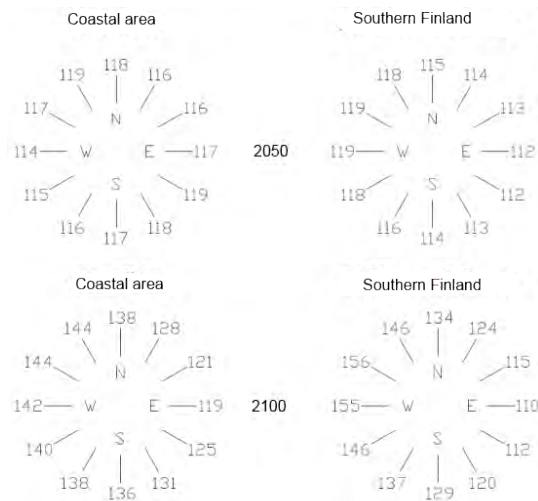 Coastal area Southern Finland
118 115
119 116 118 114
117 116 119 113
N N
114 W E 117 2050 119 W E 112
S S
115 119 118 112
116 118 116 113
117 114
Coastal area Southern Finland
138 134
144 128 146 124
144 121 156 115
N N
142 W E 119 2100 155 W E 110
S S
140 125 146 112
138 131 137 120
136 129